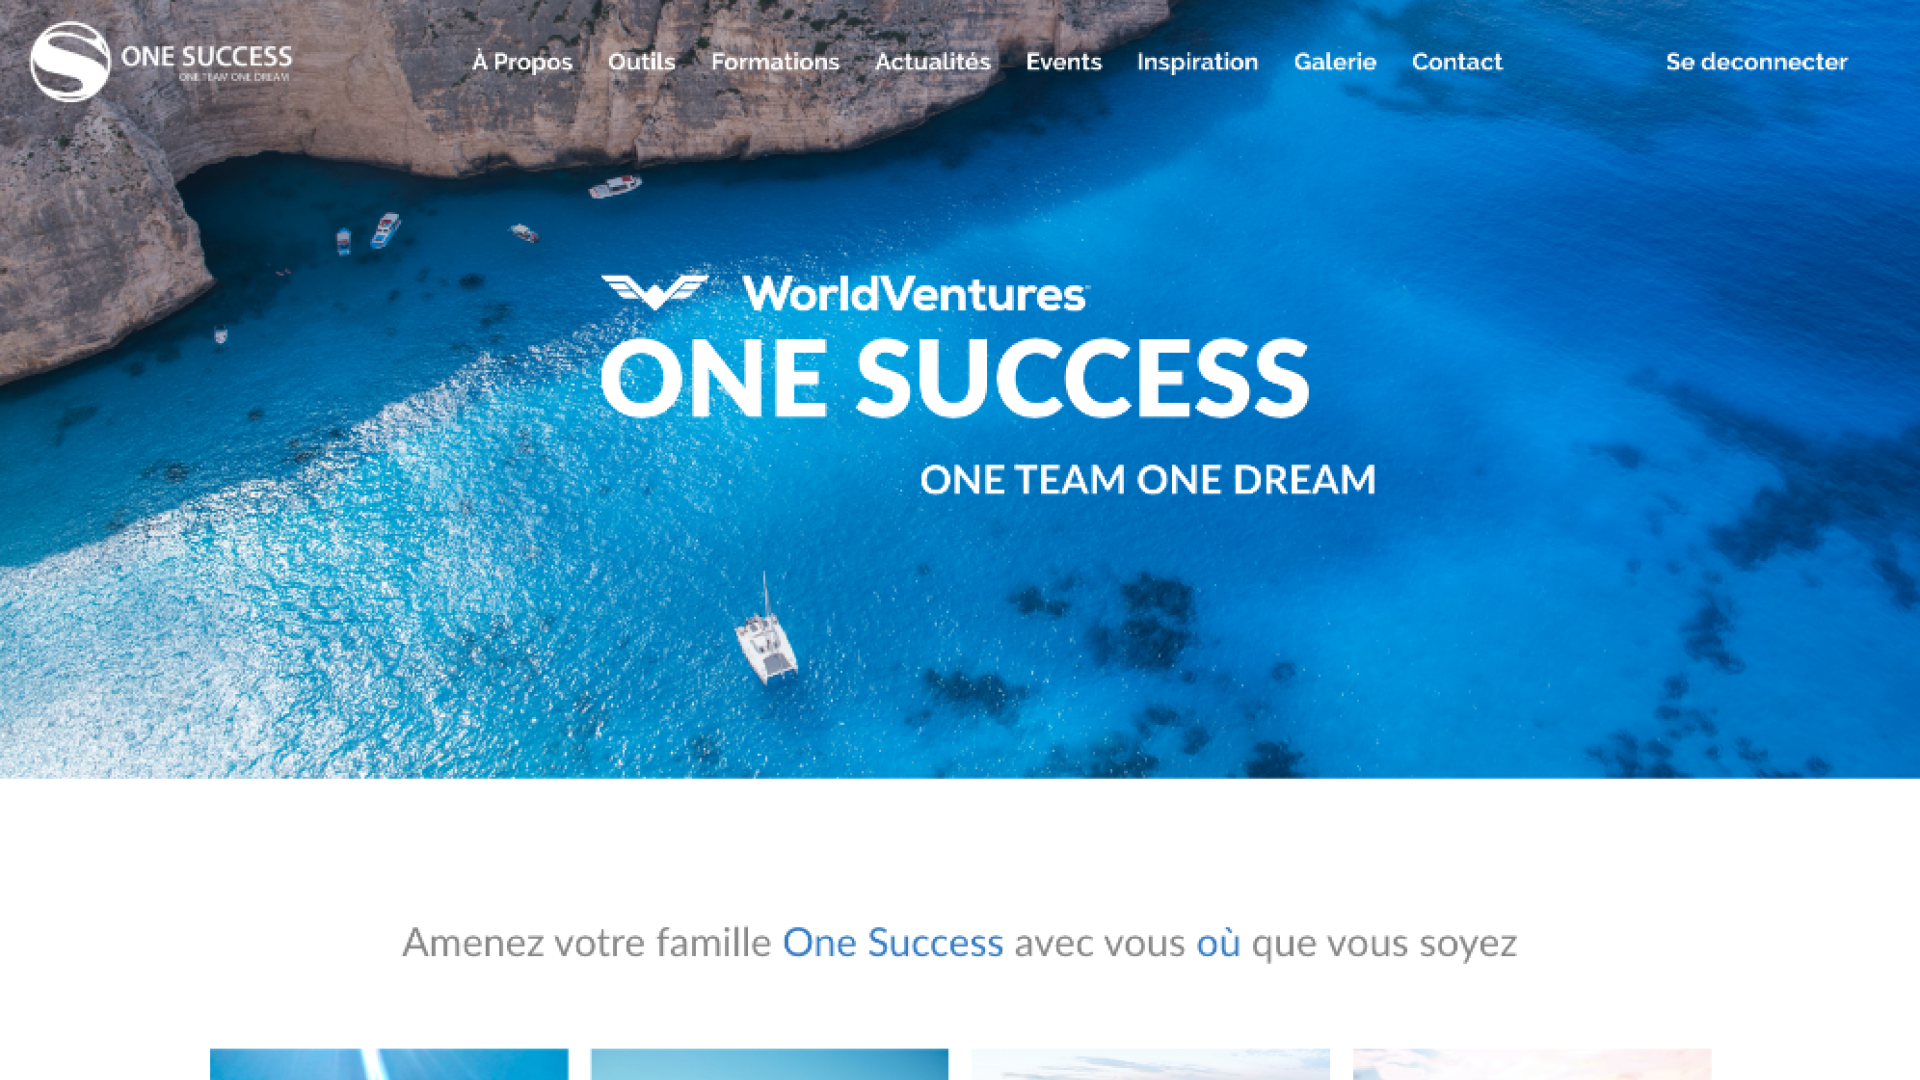 ONE SUCCESS
ONE TEAM ONE DREAM
À Propos Outils Formations Actualités Events Inspiration Galerie Contact Se deconnecter
WorldVentures
ONE SUCCESS
ONE TEAM ONE DREAM
Amenez votre famille One Success avec vous où que vous soyez